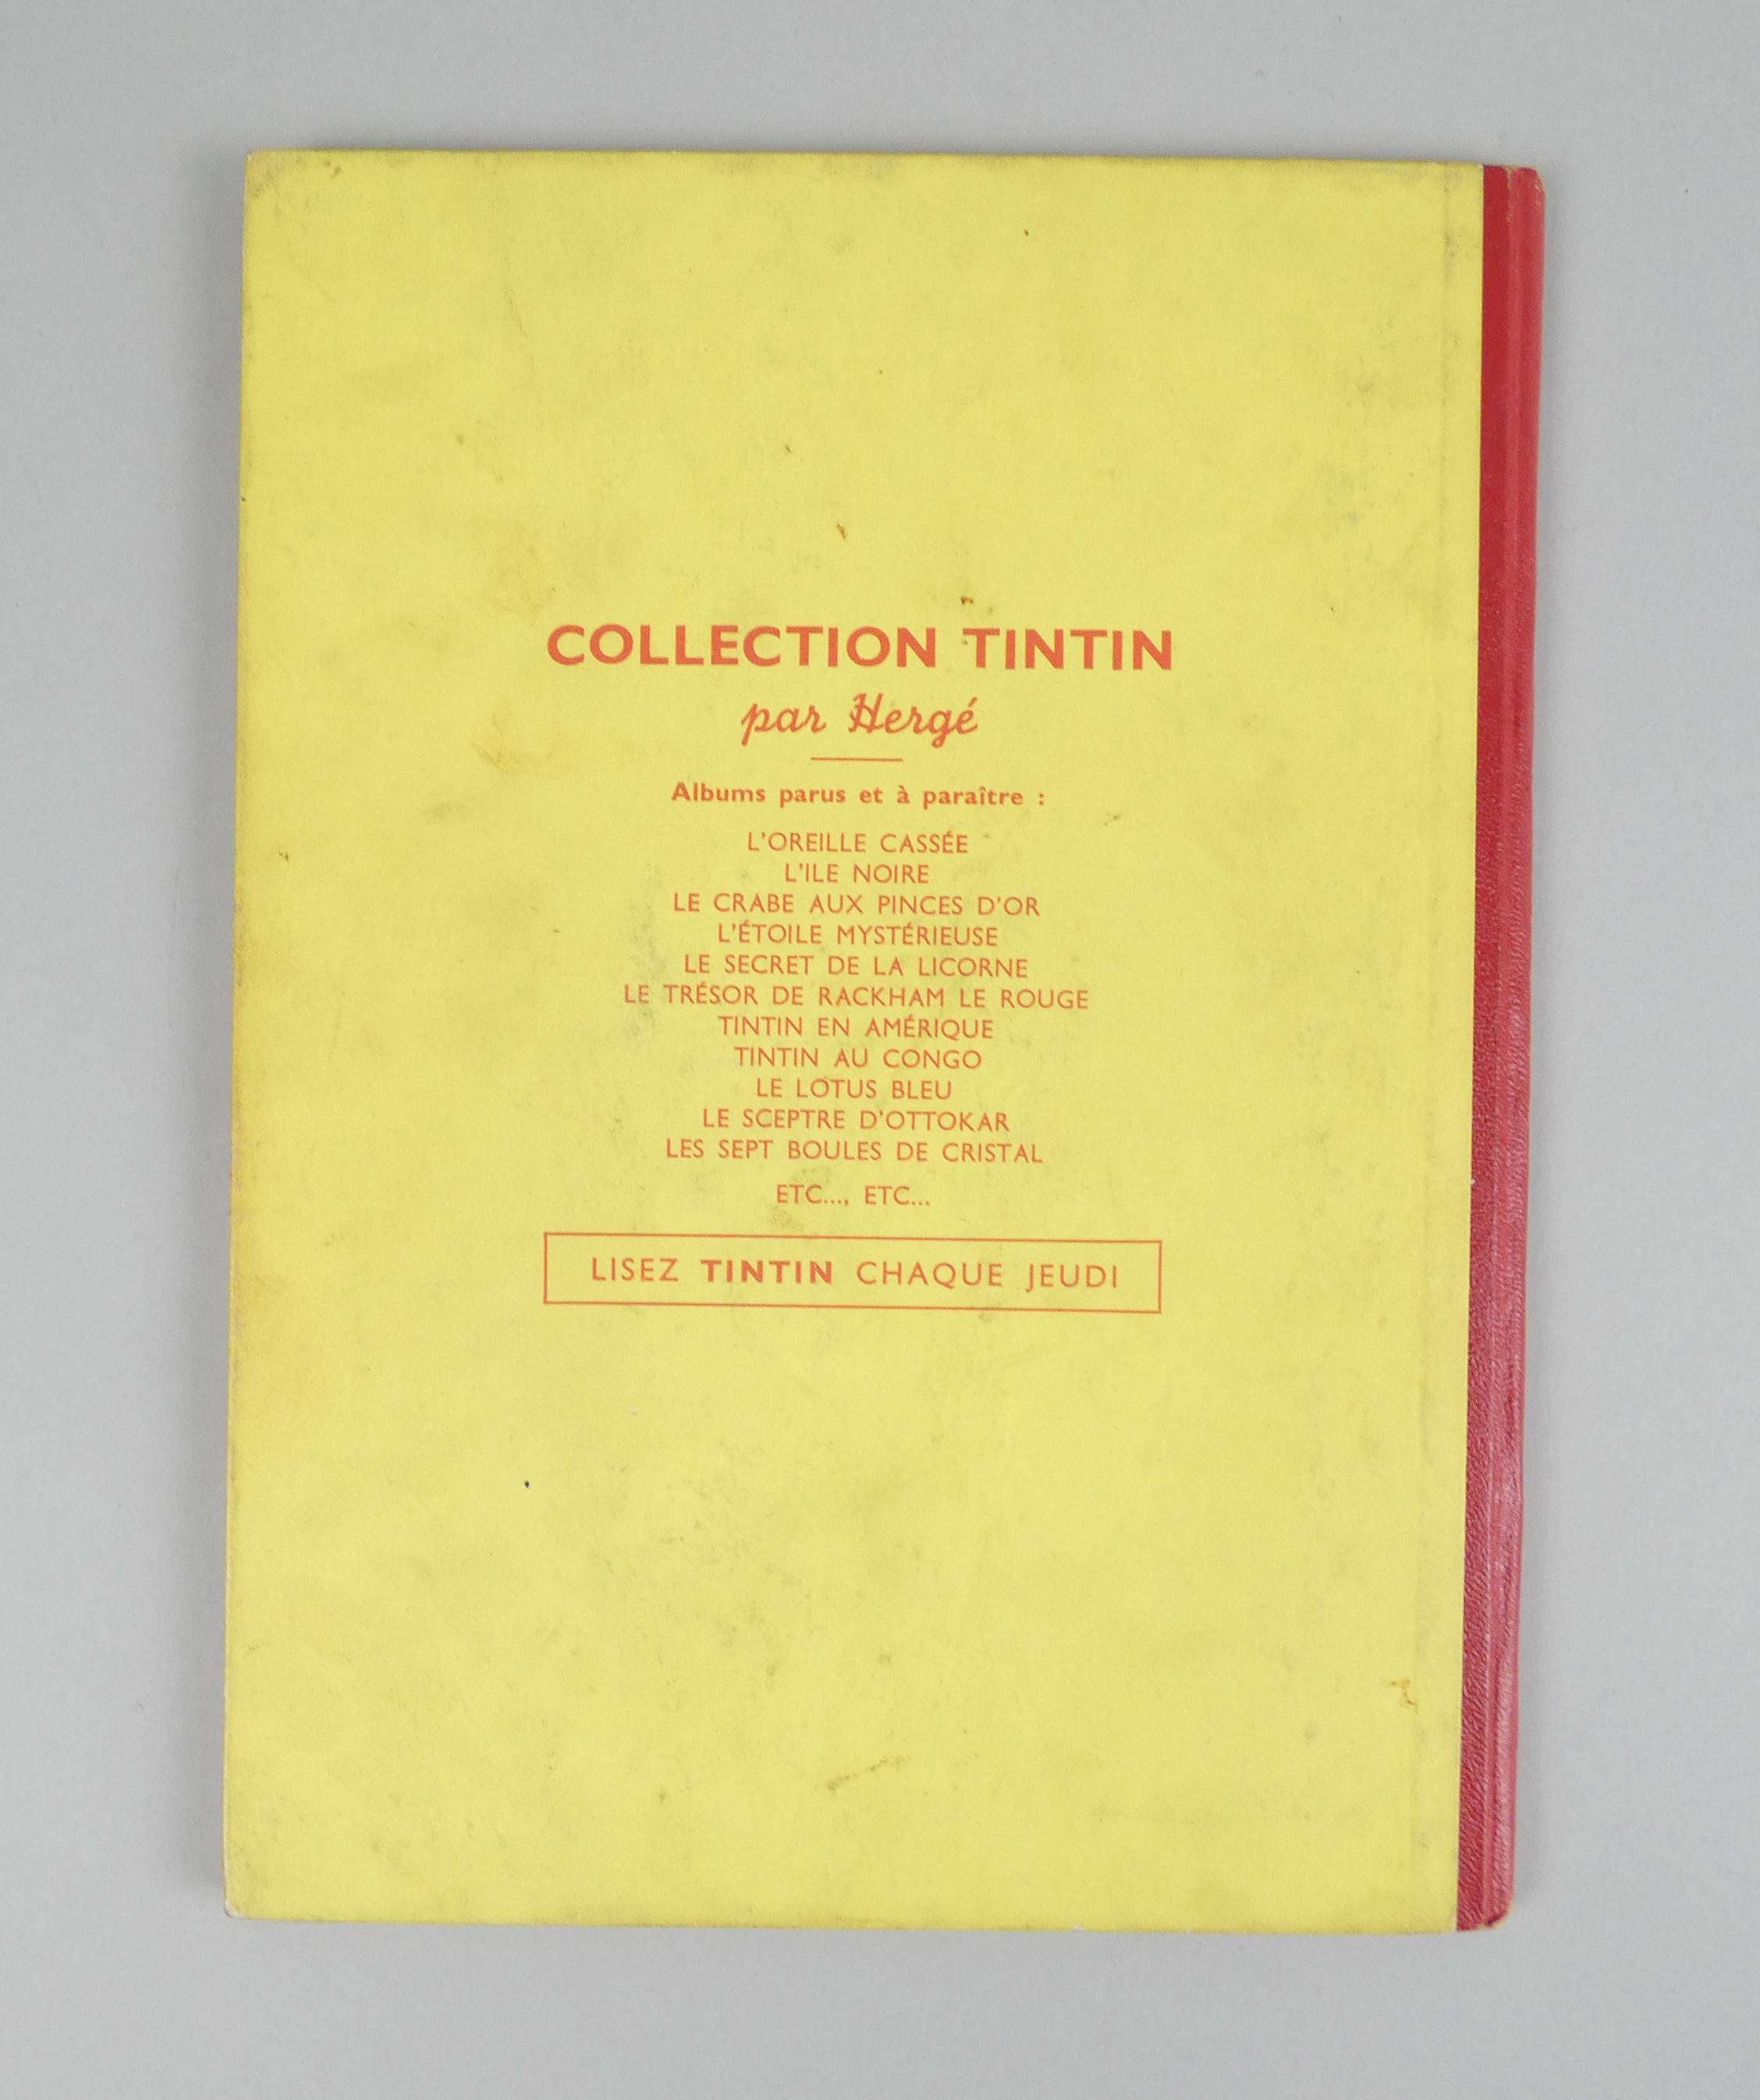 COLLECTION TINTIN
par Hergé
Albums parus et à paraître :
L'OREILLE CASSÉE
L'ILE NOIRE
LE CRABE AUX PINCES D'OR
L'ÉTOILE MYSTÉRIEUSE
LE SECRET DE LA LICORNE
LE TRÉSOR DE RACKHAM LE ROUGE
TINTIN EN AMÉRIQUE
TINTIN AU CONGO
LE LOTUS BLEU
LE SCEPTRE D'OTTOKAR
LES SEPT BOULES DE CRISTAL
ETC..., ETC...
LISEZ TINTIN CHAQUE JEUDI